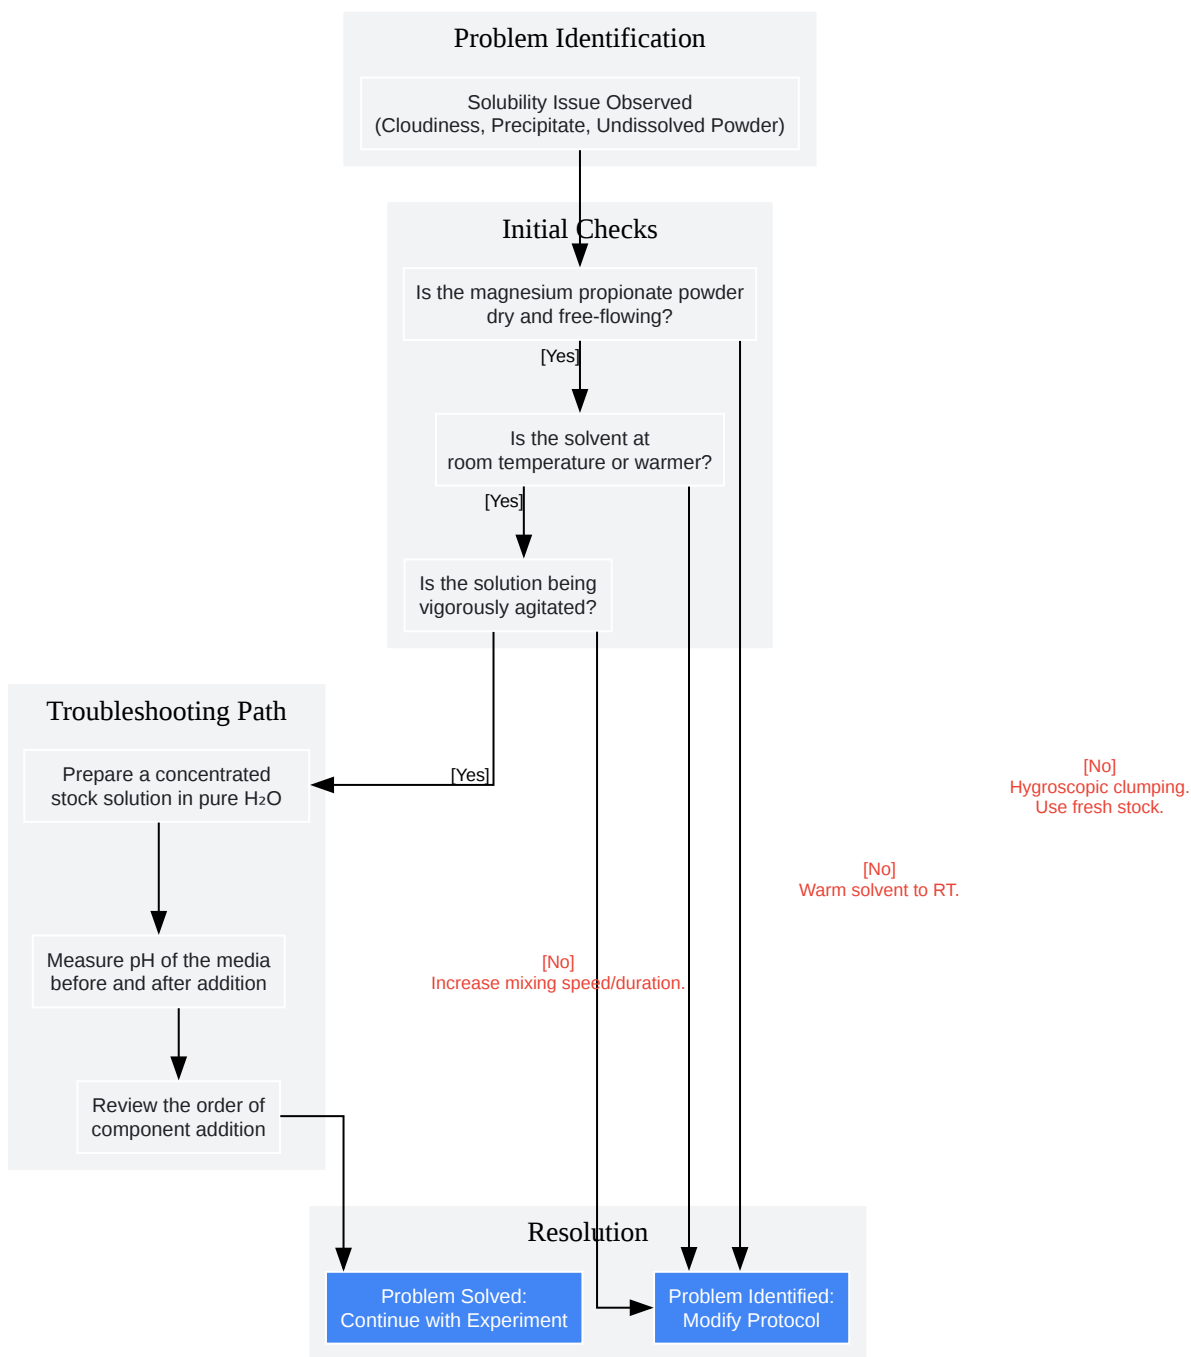 Problem Identification
Solubility Issue Observed
(Cloudiness, Precipitate, Undissolved Powder)
Initial Checks
Is the magnesium propionate powder
dry and free-flowing?
[Yes]
Is the solvent at
room temperature or warmer?
[Yes]
Is the solution being
vigorously agitated?
Troubleshooting Path
Prepare a concentrated
stock solution in pure H₂O
[Yes]
[No]
Hygroscopic clumping.
Use fresh stock.
[No]
Warm solvent to RT.
Measure pH of the media
before and after addition
[No]
Increase mixing speed/duration.
Review the order of
component addition
Resolution
Problem Solved:
Continue with Experiment
Problem Identified:
Modify Protocol